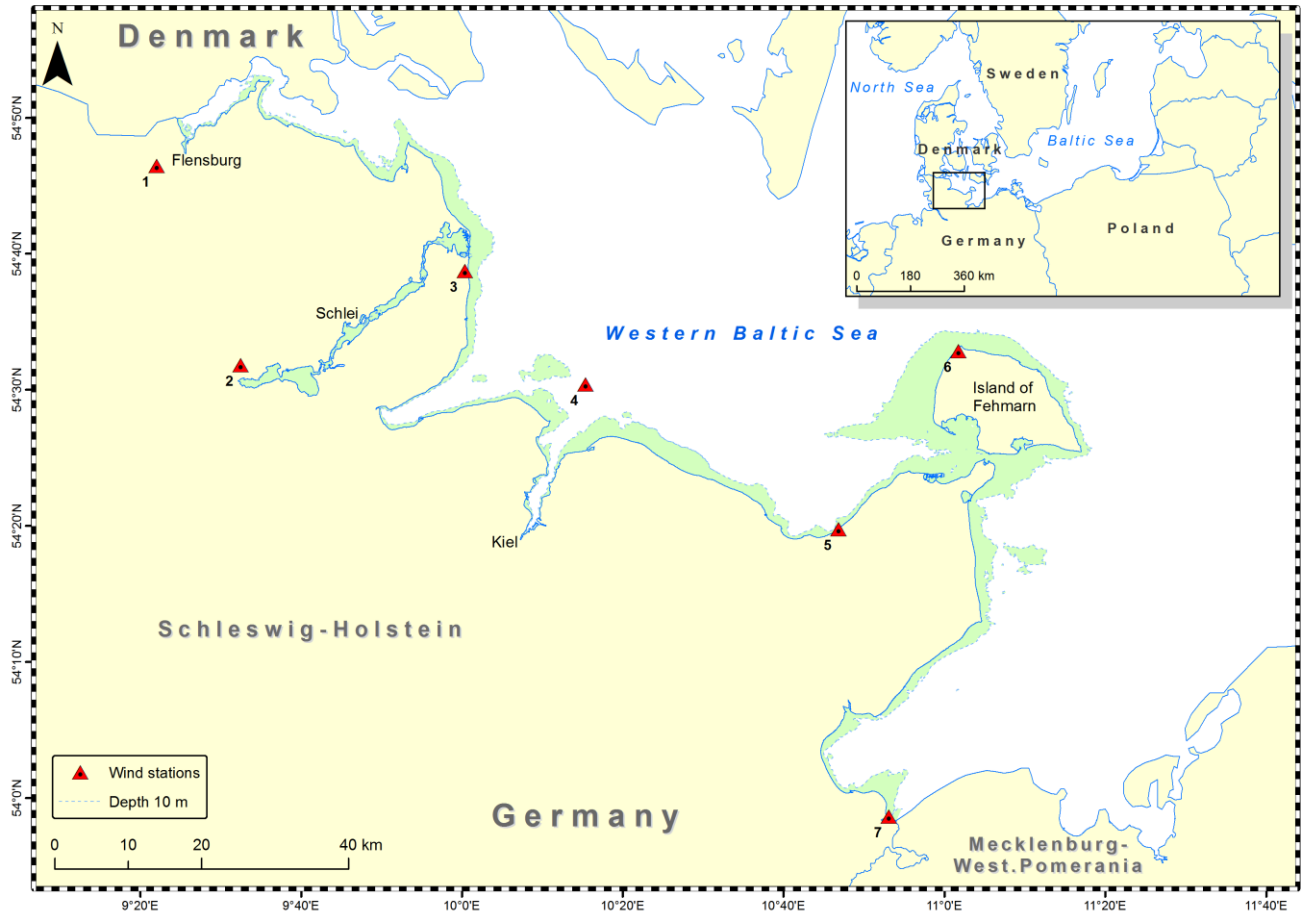 Denmark
N
Sweden
North Sea
Baltic Sea
Denmark
Poland
Germany
0 180 360 km
54°50'N
54°40'N
54°30'N
54°20'N
54°10'N
54°0'N
Flensburg
1
3
Schlei
2
Western Baltic Sea
6
Island of
Fehmarn
4
Kiel
5
Schleswig-Holstein
Wind stations
Depth 10 m
Germany
7
Mecklenburg-
West.Pomerania
0 10 20 40 km
9°20'E 9°40'E 10°0'E 10°20'E 10°40'E 11°0'E 11°20'E 11°40'E